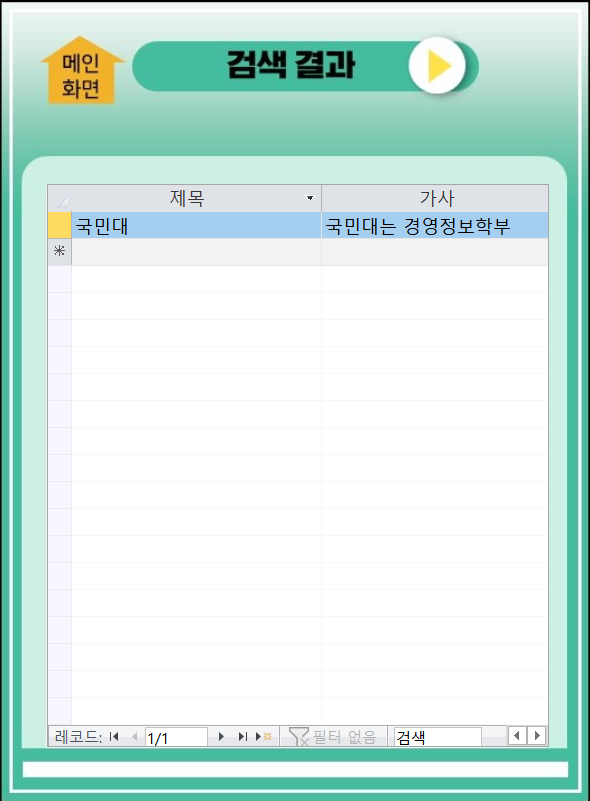 메인
화면
검색 결과
제목 가사
국민대 국민대는 경영정보학부
레코드: 1/1 필터 없음 검색